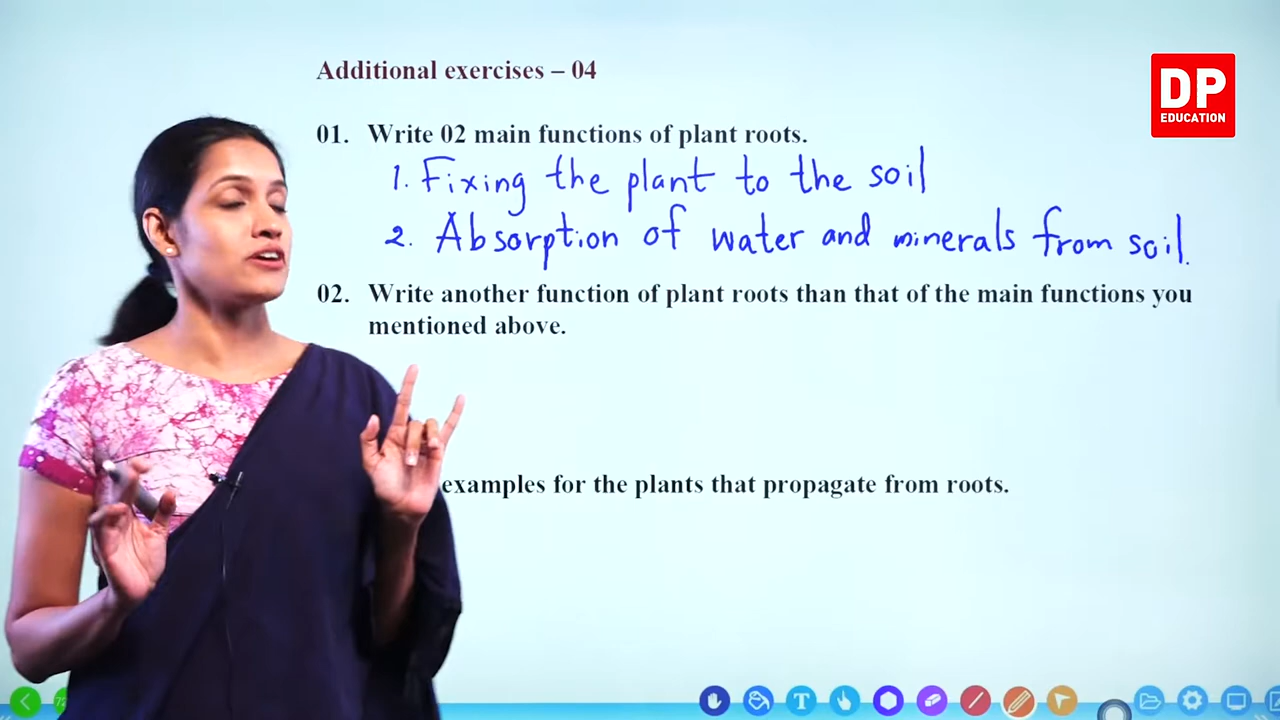 DP
EDUCATION
Additional exercises – 04
01. Write 02 main functions of plant roots.
1. Fixing the plant to the soil
2. Absorption of water and minerals from soil.
02. Write another function of plant roots than that of the main functions you
mentioned above.
examples for the plants that propagate from roots.
T